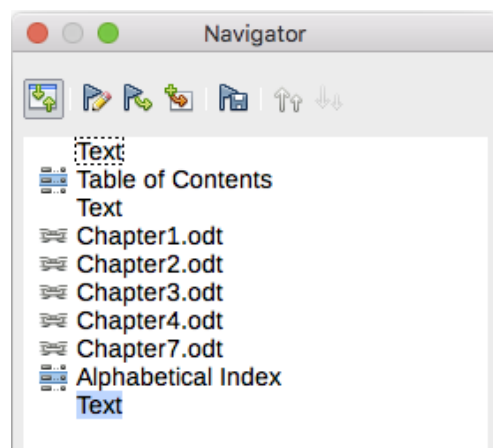 Navigator
Text
Table of Contents
Text
Chapter1.odt
Chapter2.odt
Chapter3.odt
Chapter4.odt
Chapter7.odt
Alphabetical Index
Text